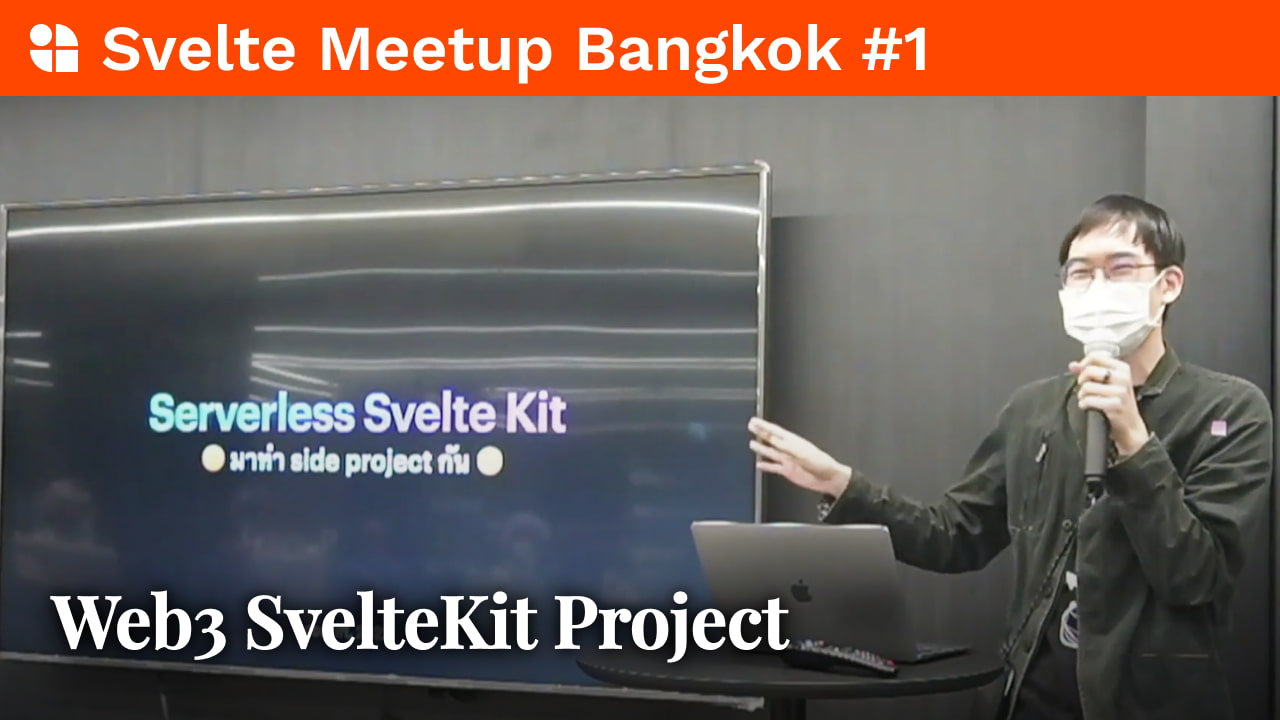 Svelte Meetup Bangkok #1
Serverless Svelte Kit
มาทำ side project กัน
Web3 SvelteKit Project